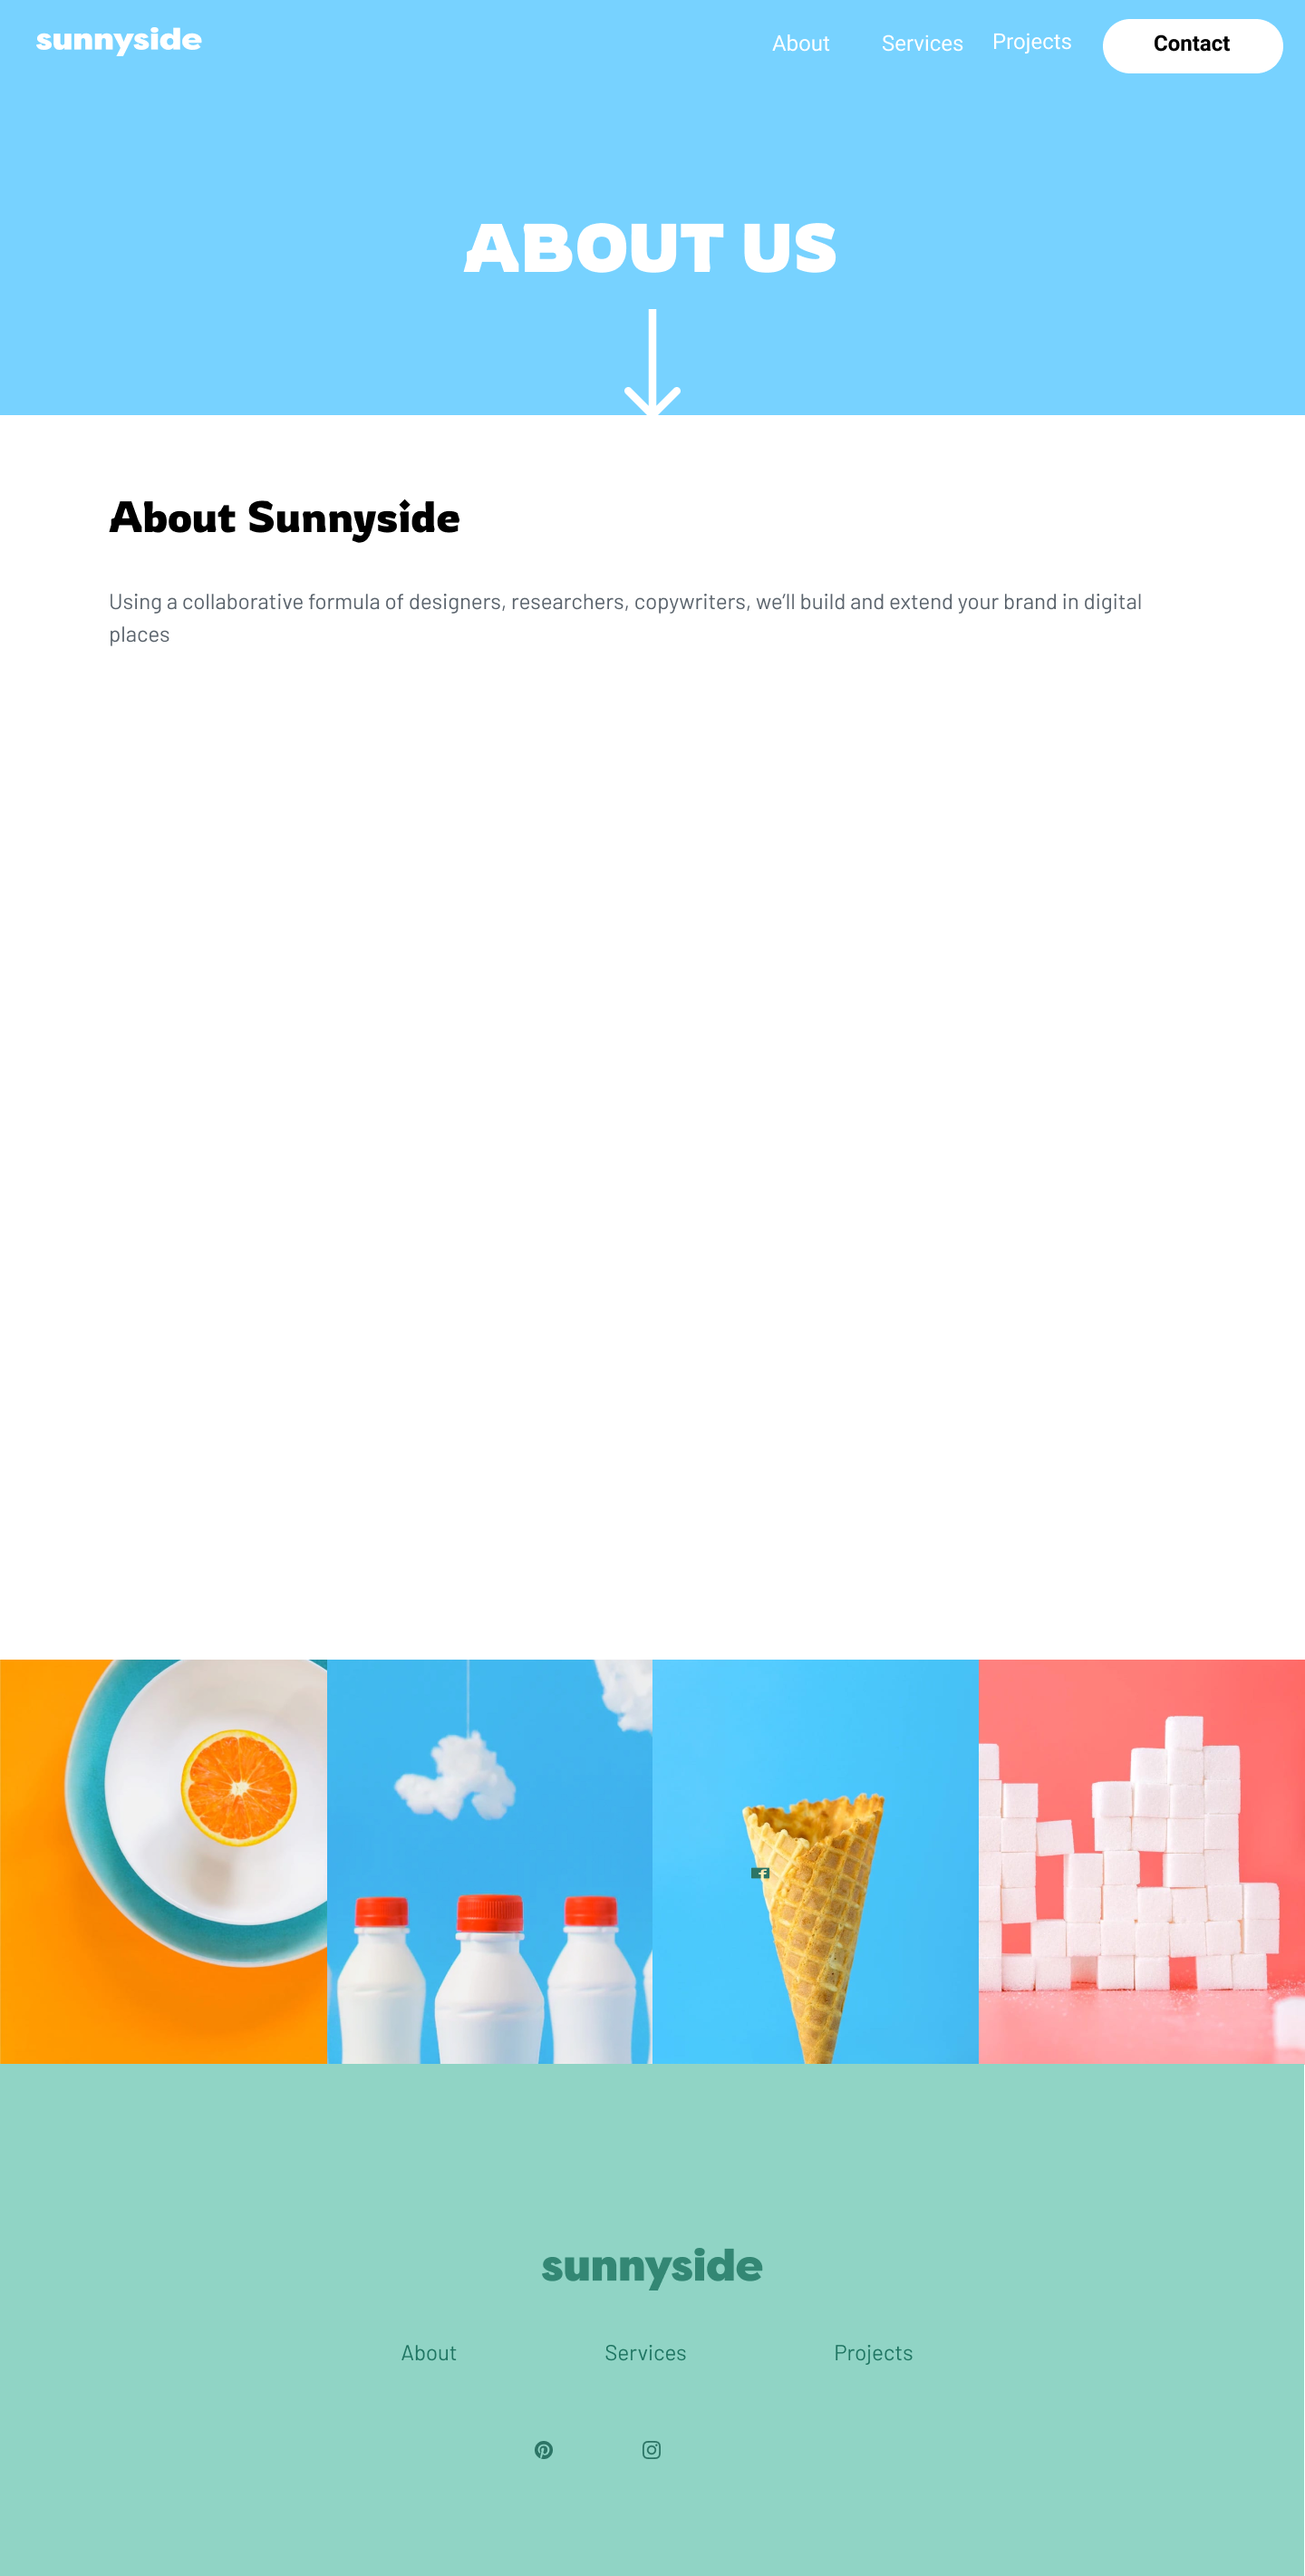 sunnyside
About
Services
Projects
Contact
ABOUT US
About Sunnyside
Using a collaborative formula of designers, researchers, copywriters, we’ll build and extend your brand in digital
places
sunnyside
About
Services
Projects